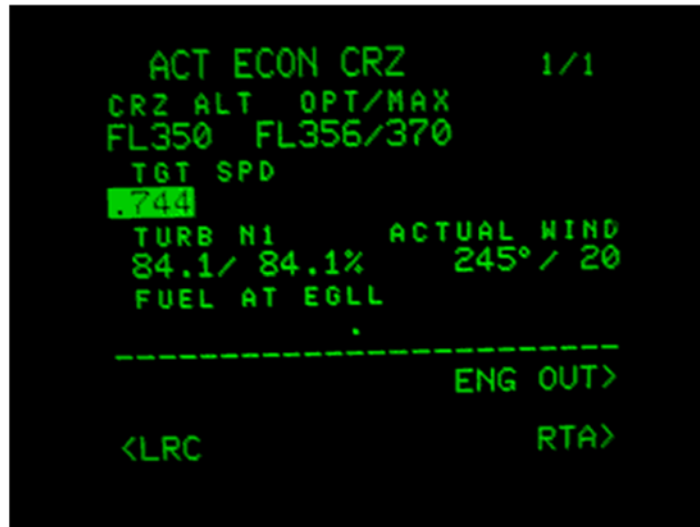 ACT ECON CRZ 1/1
CRZ ALT OPT/MAX
FL350 FL356/370
TGT SPD
.744
TURB N1 ACTUAL WIND
84.1/ 84.1% 245°/ 20
FUEL AT EGLL
.
------------------------
ENG OUT>
<LRC RTA>